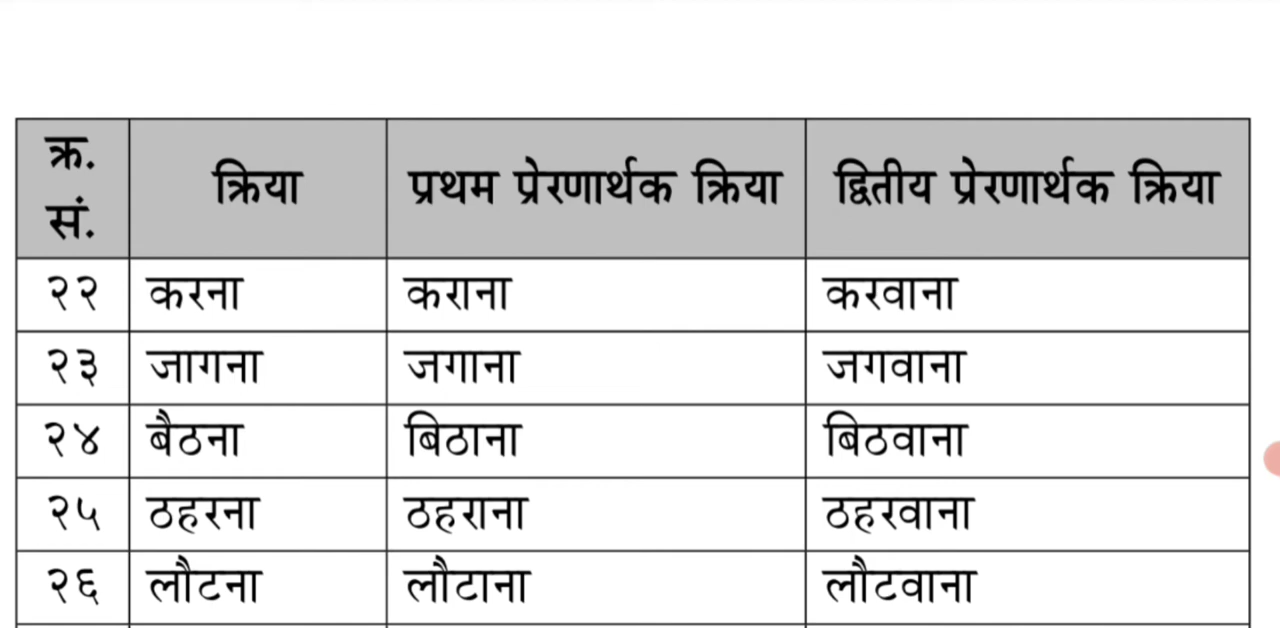 क्र. सं. क्रिया प्रथम प्रेरणार्थक क्रिया द्वितीय प्रेरणार्थक क्रिया
२२ करना कराना करवाना
२३ जागना जगाना जगवाना
२४ बैठना बिठाना बिठवाना
२५ ठहरना ठहराना ठहरवाना
२६ लौटना लौटाना लौटवाना